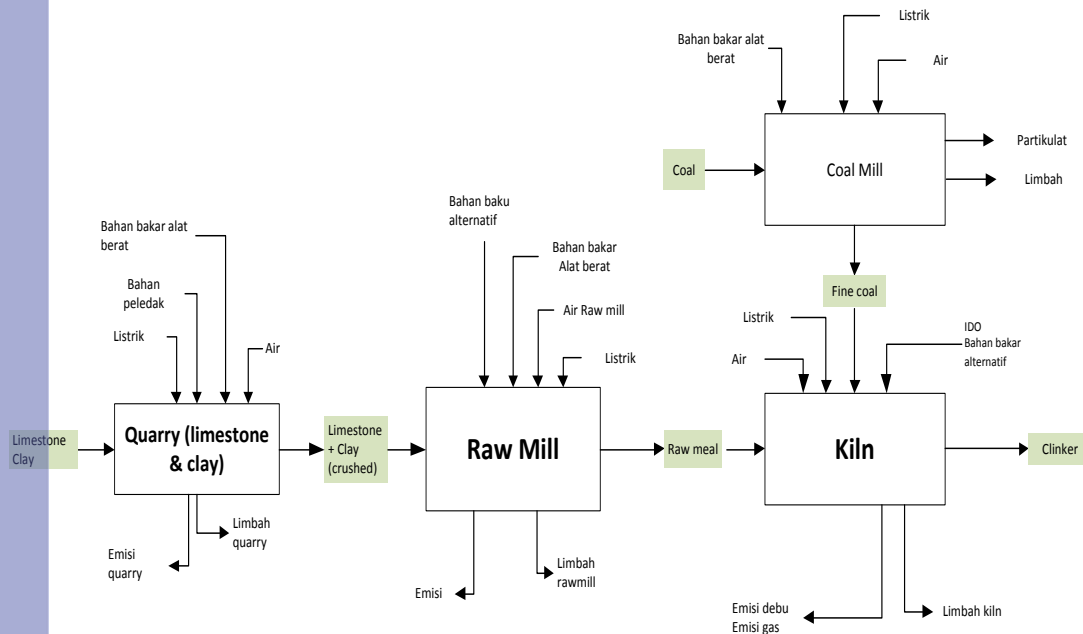 Listrik
Bahan bakar alat
berat
Air
Coal
Coal Mill
Partikulat
Limbah
Fine coal
Bahan baku
alternatif
Bahan bakar alat
berat
Bahan bakar
Alat berat
Bahan
peledak
Air Raw mill
Listrik
Air
Listrik
Listrik
Air
IDO
Bahan bakar
alternatif
Limestone
Clay
Quarry (limestone
& clay)
Limestone
+ Clay
(crushed)
Raw Mill
Raw meal
Kiln
Clinker
Limbah
quarry
Emisi
quarry
Limbah
rawmill
Emisi
Emisi debu
Emisi gas
Limbah kiln